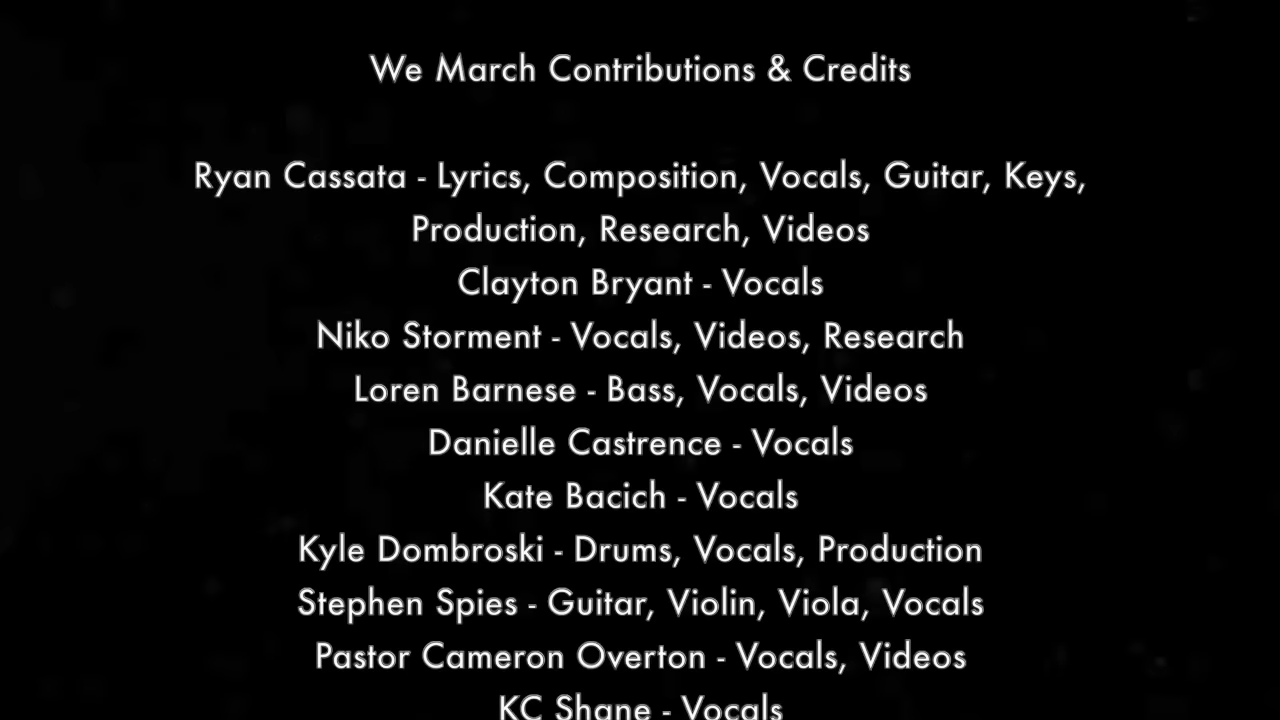 We March Contributions & Credits
Ryan Cassata - Lyrics, Composition, Vocals, Guitar, Keys,
Production, Research, Videos
Clayton Bryant - Vocals
Niko Storment - Vocals, Videos, Research
Loren Barnese - Bass, Vocals, Videos
Danielle Castrence - Vocals
Kate Bacich - Vocals
Kyle Dombroski - Drums, Vocals, Production
Stephen Spies - Guitar, Violin, Viola, Vocals
Pastor Cameron Overton - Vocals, Videos
KC Shane - Vocals